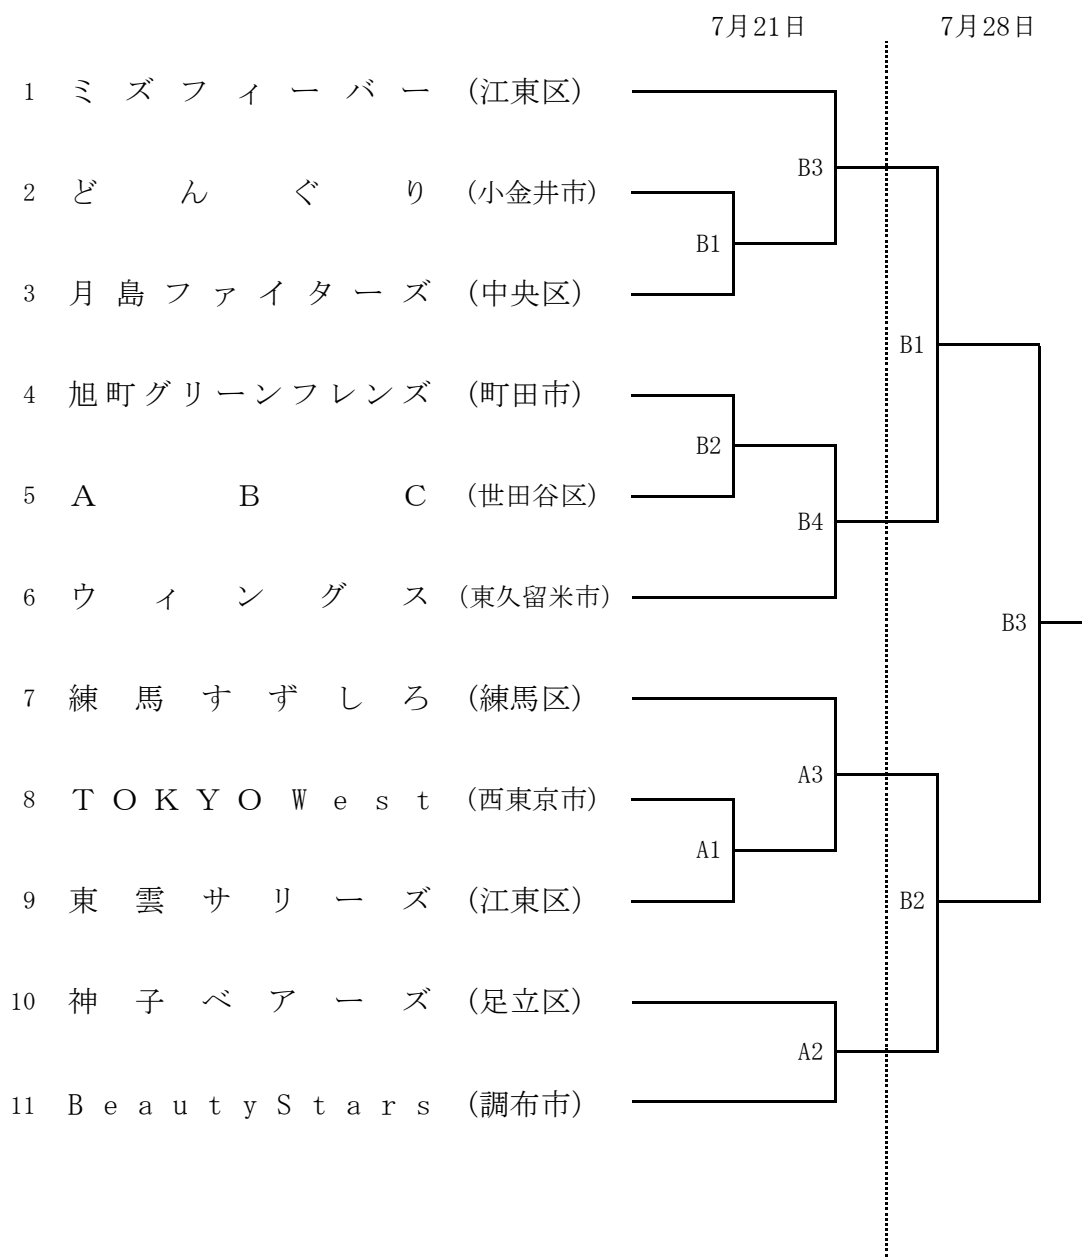 7月21日 7月28日
1 ミズフィーバー (江東区)
B3
2 どんぐり (小金井市)
B1
3 月島ファイターズ (中央区)
B1
4 旭町グリーンフレンズ (町田市)
B2
5 ABC (世田谷区)
B4
6 ウィングス (東久留米市)
B3
7 練馬すずしろ (練馬区)
A3
8 TOKYOWest (西東京市)
A1
9 東雲サリーズ (江東区)
B2
10 神子ベアーズ (足立区)
A2
11 BeautyStars (調布市)